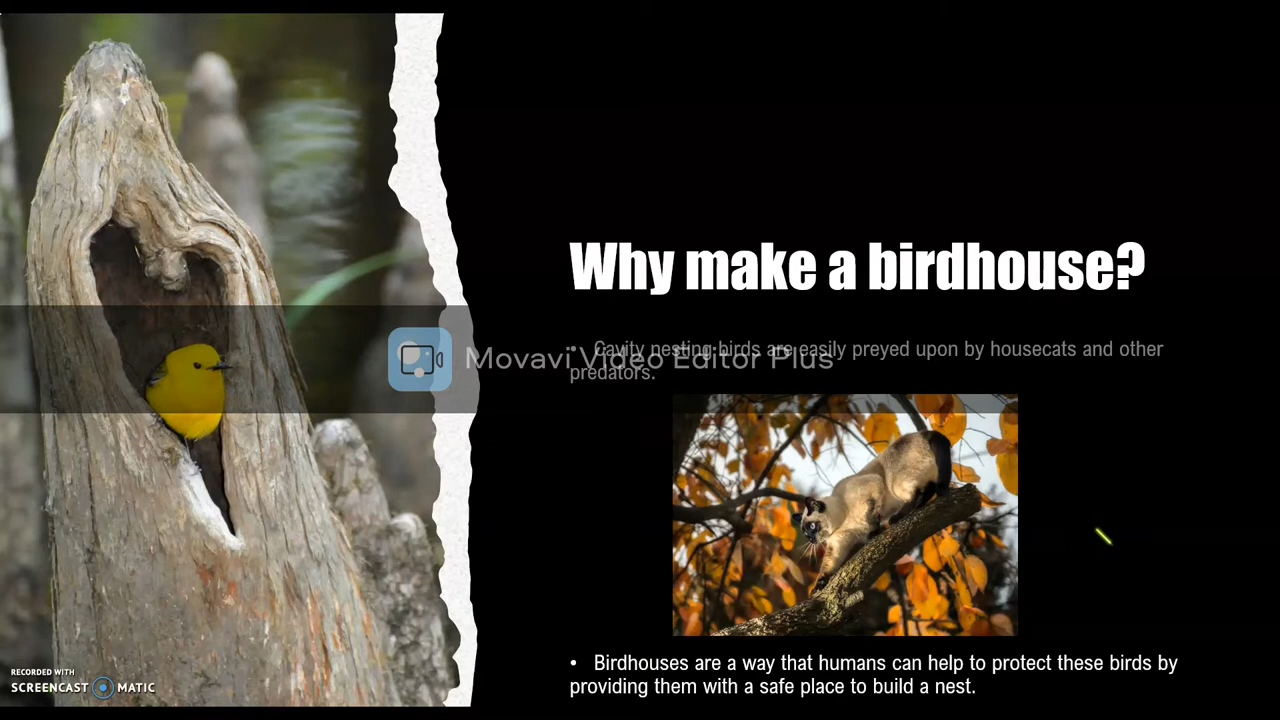 Why make a birdhouse?
• Cavity nesting birds are easily preyed upon by housecats and other
predators.
Movavi Video Editor Plus
• Birdhouses are a way that humans can help to protect these birds by
providing them with a safe place to build a nest.
RECORDED WITH
SCREENCAST MATIC